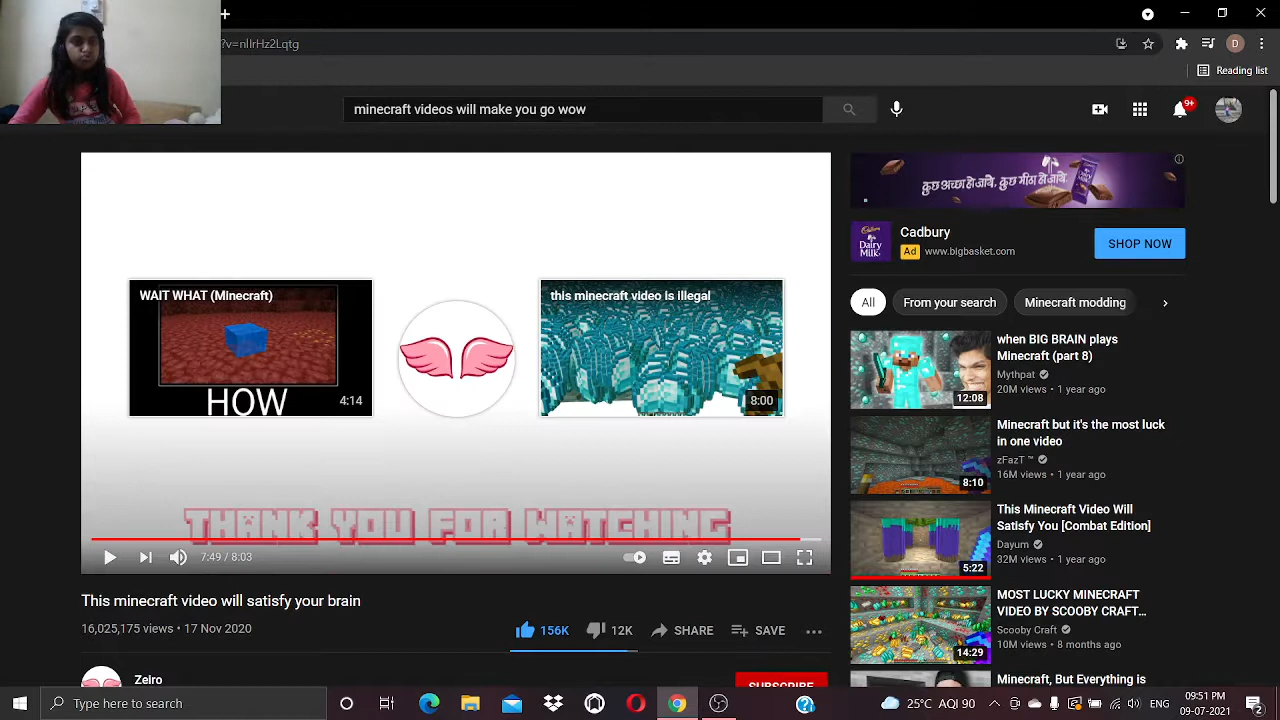 ?v=nlIrHz2Lqtg
Reading list
minecraft videos will make you go wow
9+
D
WAIT WHAT (Minecraft)
HOW
4:14
this minecraft video is illegal
8:00
THANK YOU FOR WATCHING
7:49 / 8:03
This minecraft video will satisfy your brain
16,025,175 views • 17 Nov 2020
156K
12K
SHARE
SAVE
Zeiro
SUBSCRIBE
कुछ अच्छा हो जाये, कुछ मीठा हो जाये.
Dairy
Milk
Cadbury
Ad www.bigbasket.com
SHOP NOW
All
From your search
Minecraft modding
when BIG BRAIN plays
Minecraft (part 8)
Mythpat
20M views • 1 year ago
12:08
Minecraft but it's the most luck
in one video
zFazT ™
16M views • 1 year ago
8:10
This Minecraft Video Will
Satisfy You [Combat Edition]
Dayum
32M views • 1 year ago
5:22
MOST LUCKY MINECRAFT
VIDEO BY SCOOBY CRAFT...
Scooby Craft
10M views • 8 months ago
14:29
Minecraft, But Everything is
Type here to search
25°C AQI 90
09:51 PM
09-07-2021
2